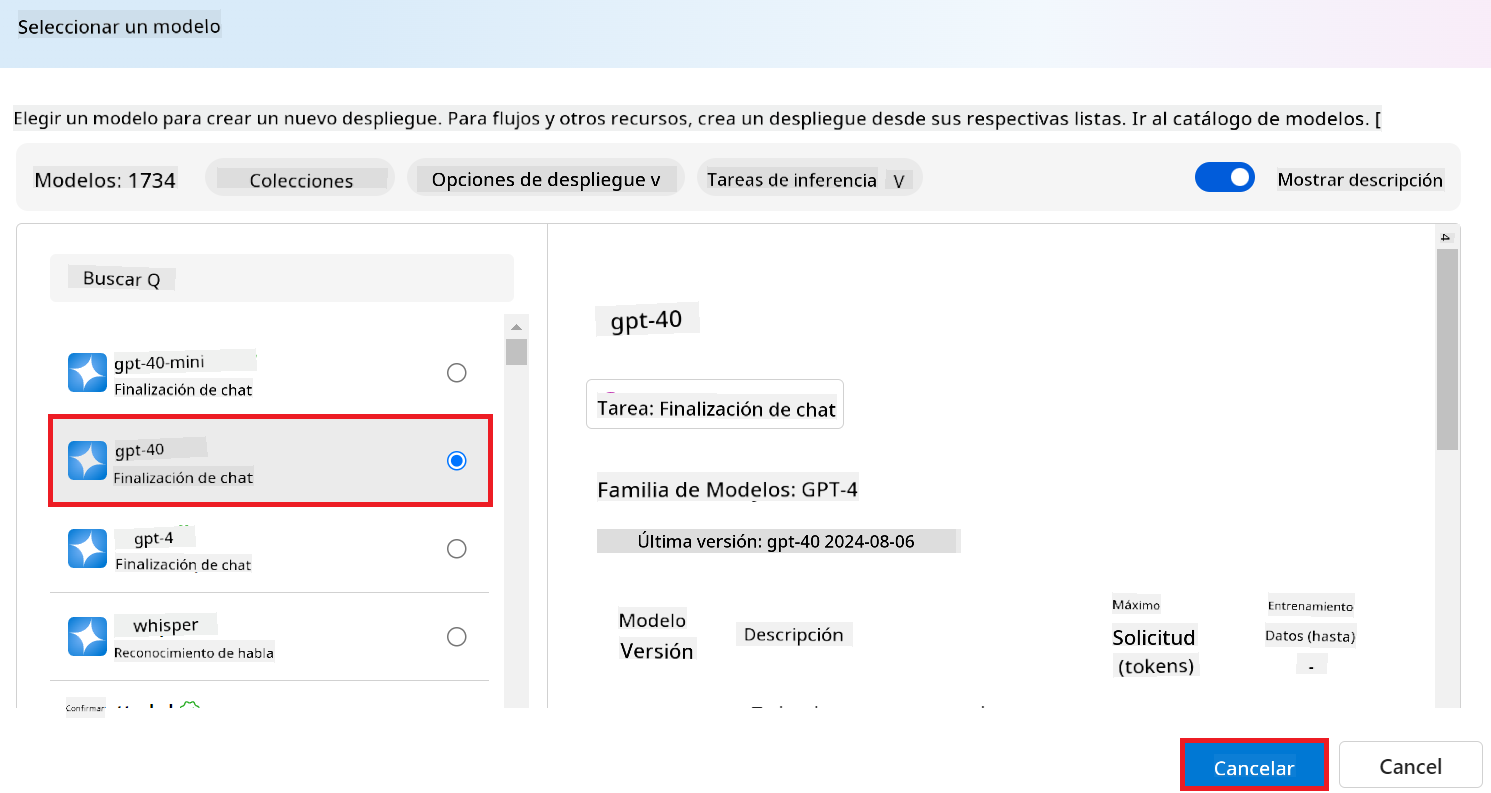 Seleccionar un modelo
Elegir un modelo para crear un nuevo despliegue. Para flujos y otros recursos, crea un despliegue desde sus respectivas listas. Ir al catálogo de modelos. [
Modelos: 1734
Colecciones
Opciones de despliegue v
Tareas de inferencia V
Mostrar descripción
Buscar Q
gpt-40-mini
Finalización de chat
gpt-40
Finalización de chat
gpt-4
Finalización de chat
whisper
Reconocimiento de habla
Confirmar
4
gpt-40
Tarea: Finalización de chat
Familia de Modelos: GPT-4
Última versión: gpt-40 2024-08-06
Modelo
Versión
Descripción
Máximo
Solicitud
(tokens)
Entrenamiento
Datos (hasta)
-
Cancelar
Cancel